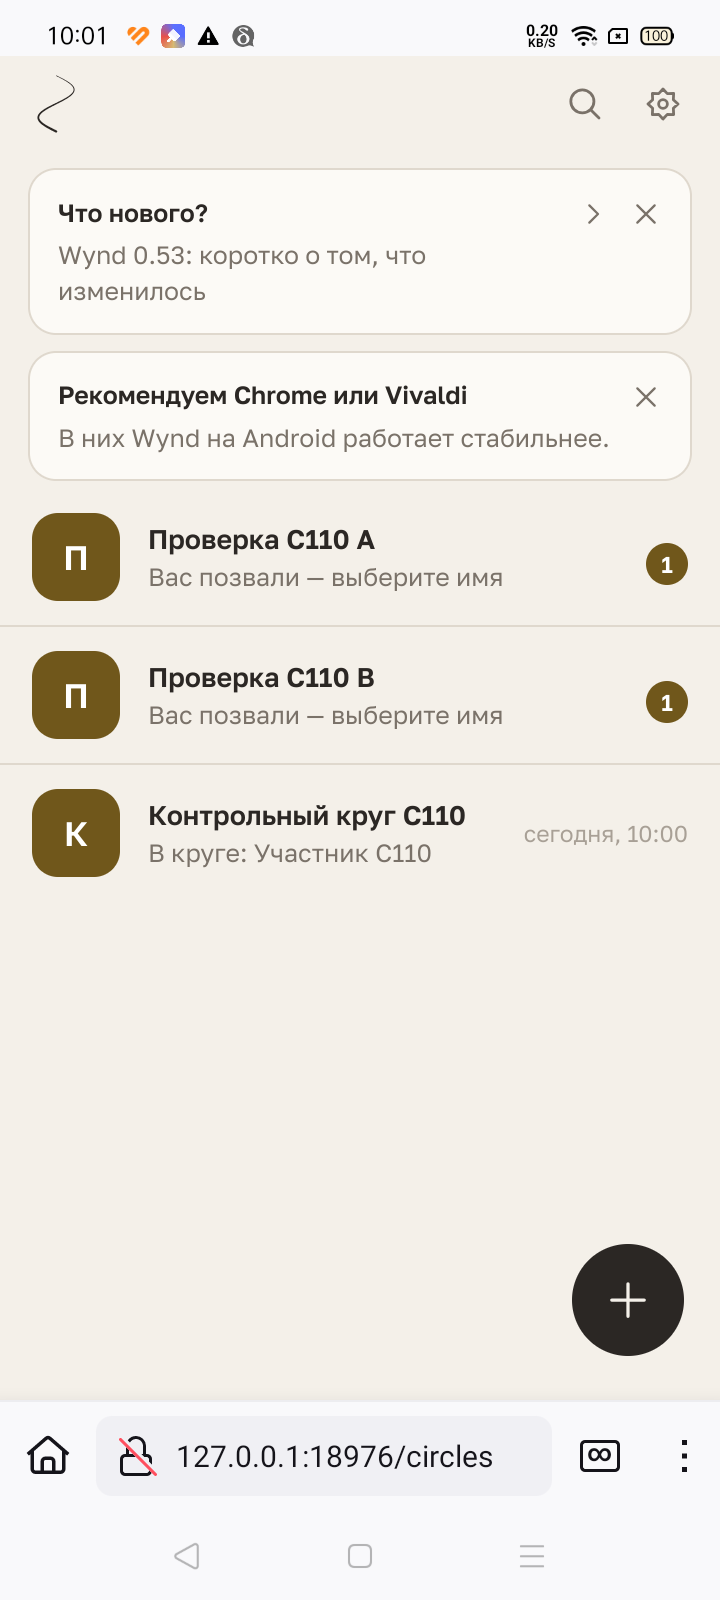 10:01
0.20
KB/S
100
Что нового?
Wynd 0.53: коротко о том, что
изменилось
Рекомендуем Chrome или Vivaldi
В них Wynd на Android работает стабильнее.
П
Проверка C110 A
Вас позвали — выберите имя
1
П
Проверка C110 B
Вас позвали — выберите имя
1
К
Контрольный круг C110
сегодня, 10:00
В круге: Участник C110
127.0.0.1:18976/circles